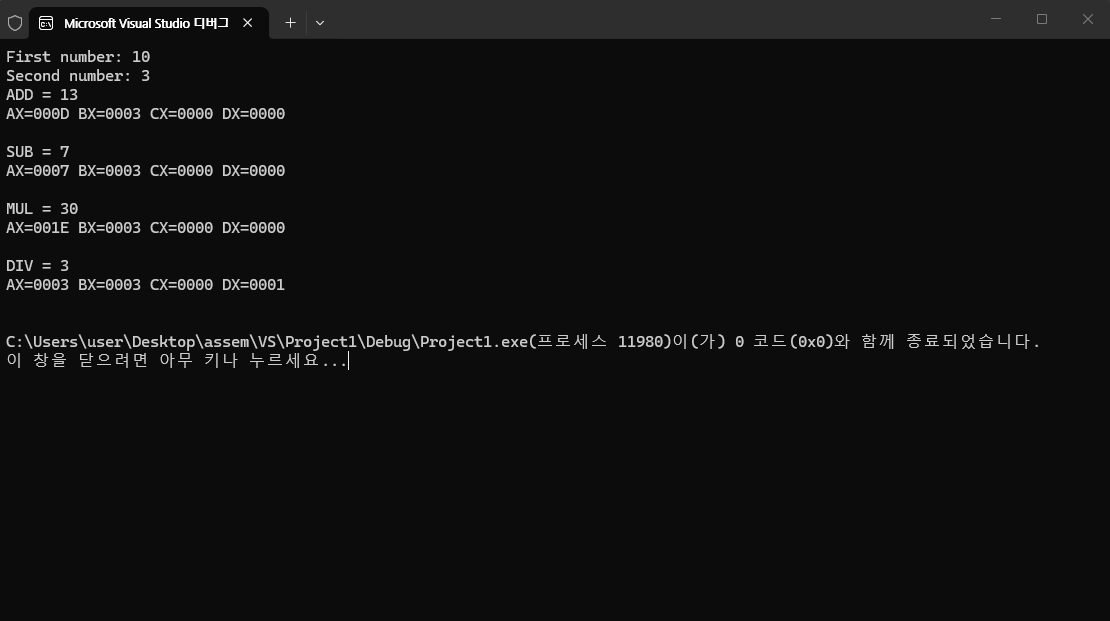 Microsoft Visual Studio 디버그
First number: 10
Second number: 3
ADD = 13
AX=000D BX=0003 CX=0000 DX=0000
SUB = 7
AX=0007 BX=0003 CX=0000 DX=0000
MUL = 30
AX=001E BX=0003 CX=0000 DX=0000
DIV = 3
AX=0003 BX=0003 CX=0000 DX=0001
C:\Users\user\Desktop\assem\VS\Project1\Debug\Project1.exe(프로세스 11980)이(가) 0 코드(0x0)와 함께 종료되었습니다.
이 창을 닫으려면 아무 키나 누르세요...